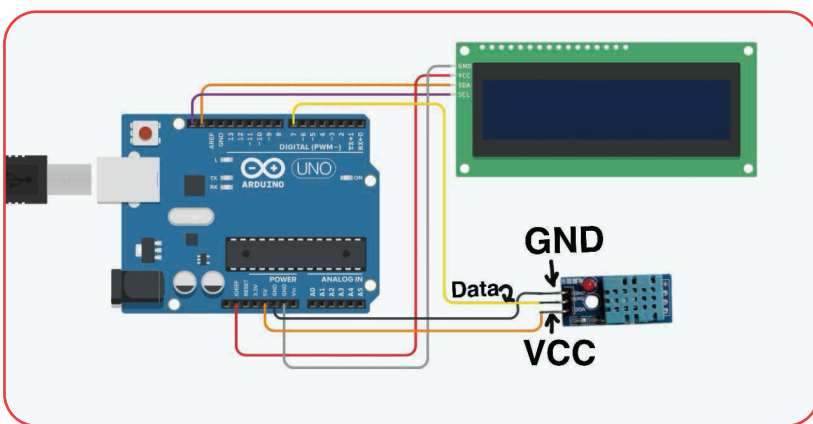 GND
VCC
SDA
SCL
AREF
GND
13
12
~11
~10
~9
8
7
~6
~5
4
~3
2
TX→1
RX←0
DIGITAL (PWM~)
L
TX
RX
ARDUINO
UNO
ON
POWER
ANALOG IN
IOREF
RESET
3.3V
5V
GND
GND
Vin
A0
A1
A2
A3
A4
A5
GND
Data
VCC